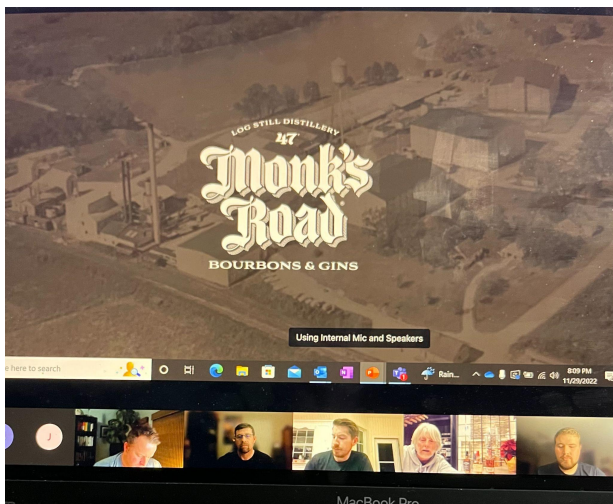 LOG STILL DISTILLERY
47
Monk's
Road
BOURBONS & GINS
Using Internal Mic and Speakers
e here to search
Rain...
8:09 PM
11/29/2022
J
MacBook Pro